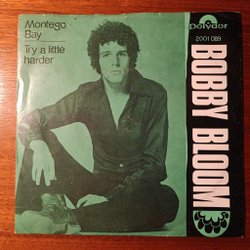 Montego
Bay
Try a little
harder
Polydor
2001 089
BOBBY BLOOM